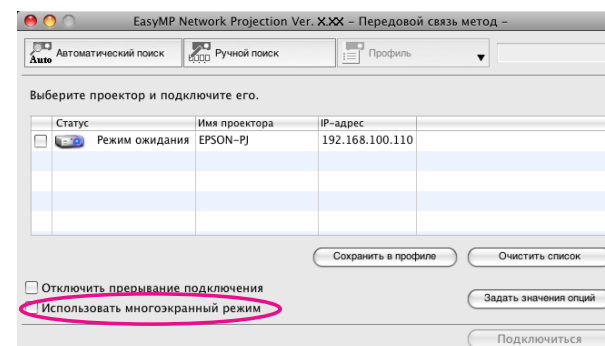 EasyMP Network Projection Ver. X.XX – Передовой связь метод –
Auto Автоматический поиск Ручной поиск Профиль
Выберите проектор и подключите его.
Статус Имя проектора IP-адрес
Режим ожидания EPSON-PJ 192.168.100.110
Сохранить в профиле Очистить список
Отключить прерывание подключения
Задать значения опций
Использовать многоэкранный режим
Подключиться